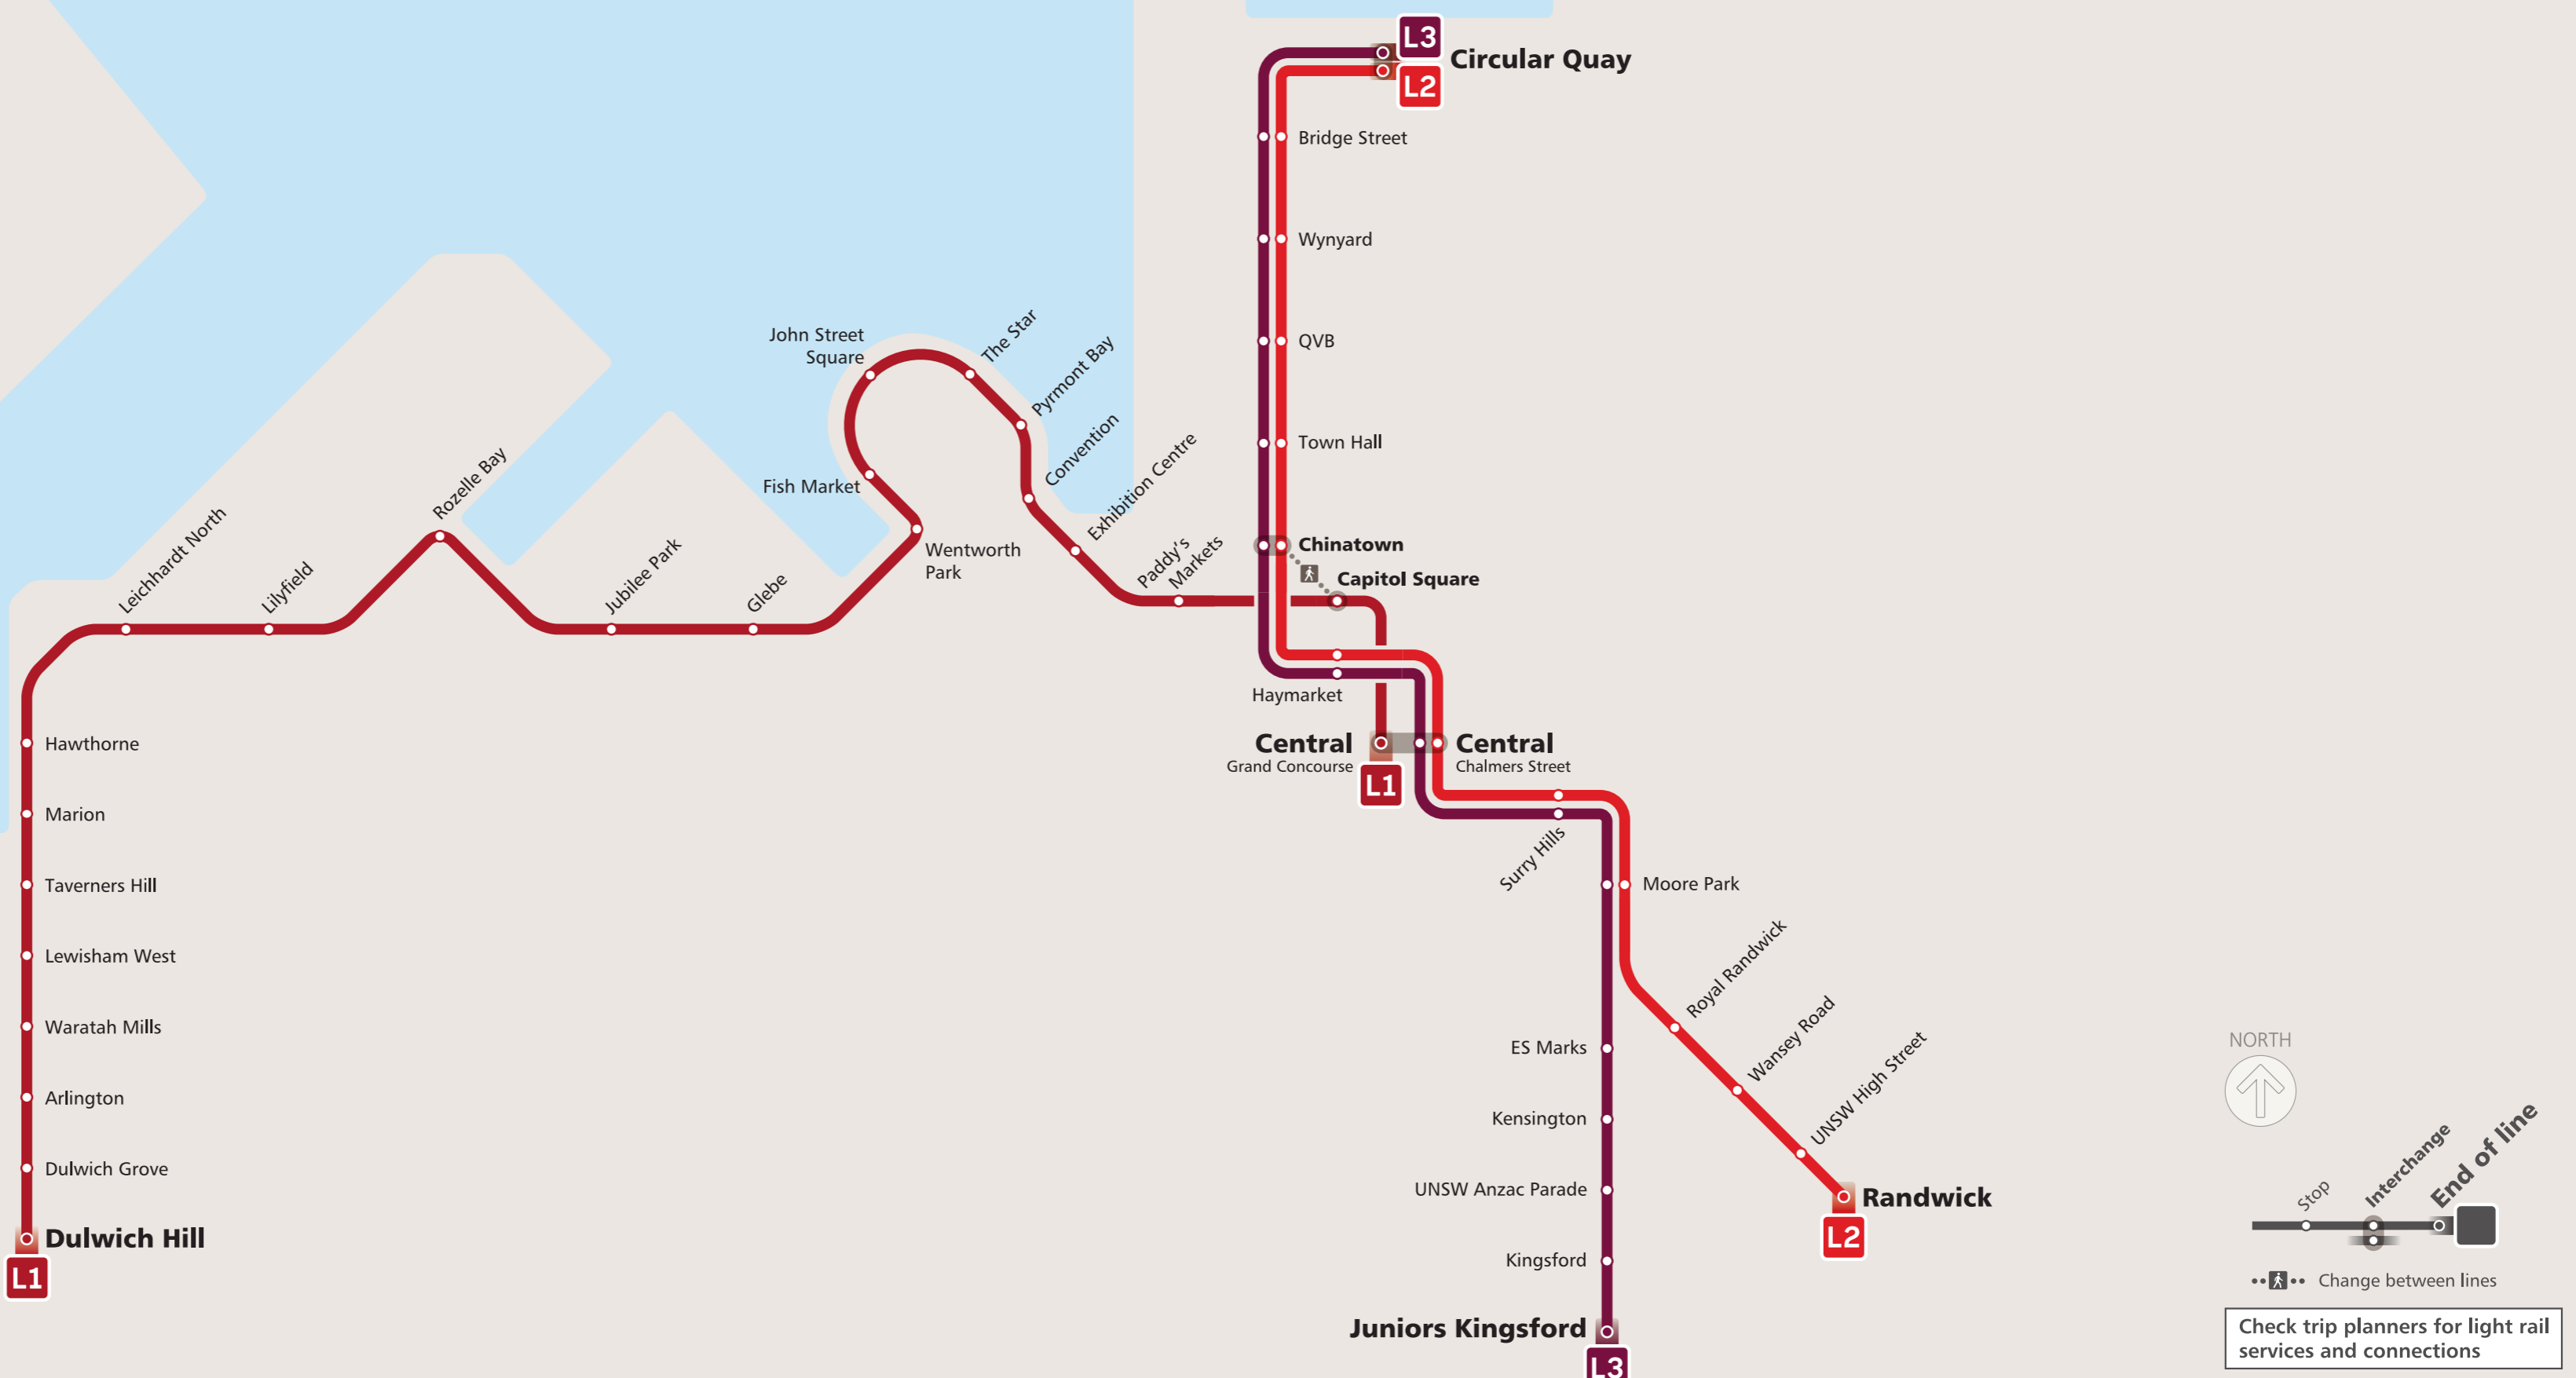 L3
Circular Quay
L2
Bridge Street
Wynyard
QVB
Town Hall
Chinatown
Capitol Square
Haymarket
Central
Grand Concourse
L1
Central
Chalmers Street
Surry Hills
Moore Park
Royal Randwick
Wansey Road
UNSW High Street
Randwick
L2
ES Marks
Kensington
UNSW Anzac Parade
Kingsford
Juniors Kingsford
L3
Paddy's
Markets
Exhibition Centre
Convention
Pyrmont Bay
The Star
John Street
Square
Fish Market
Wentworth
Park
Glebe
Jubilee Park
Rozelle Bay
Lilyfield
Leichhardt North
Hawthorne
Marion
Taverners Hill
Lewisham West
Waratah Mills
Arlington
Dulwich Grove
Dulwich Hill
L1
NORTH
Stop
Interchange
End of line
Change between lines
Check trip planners for light rail
services and connections